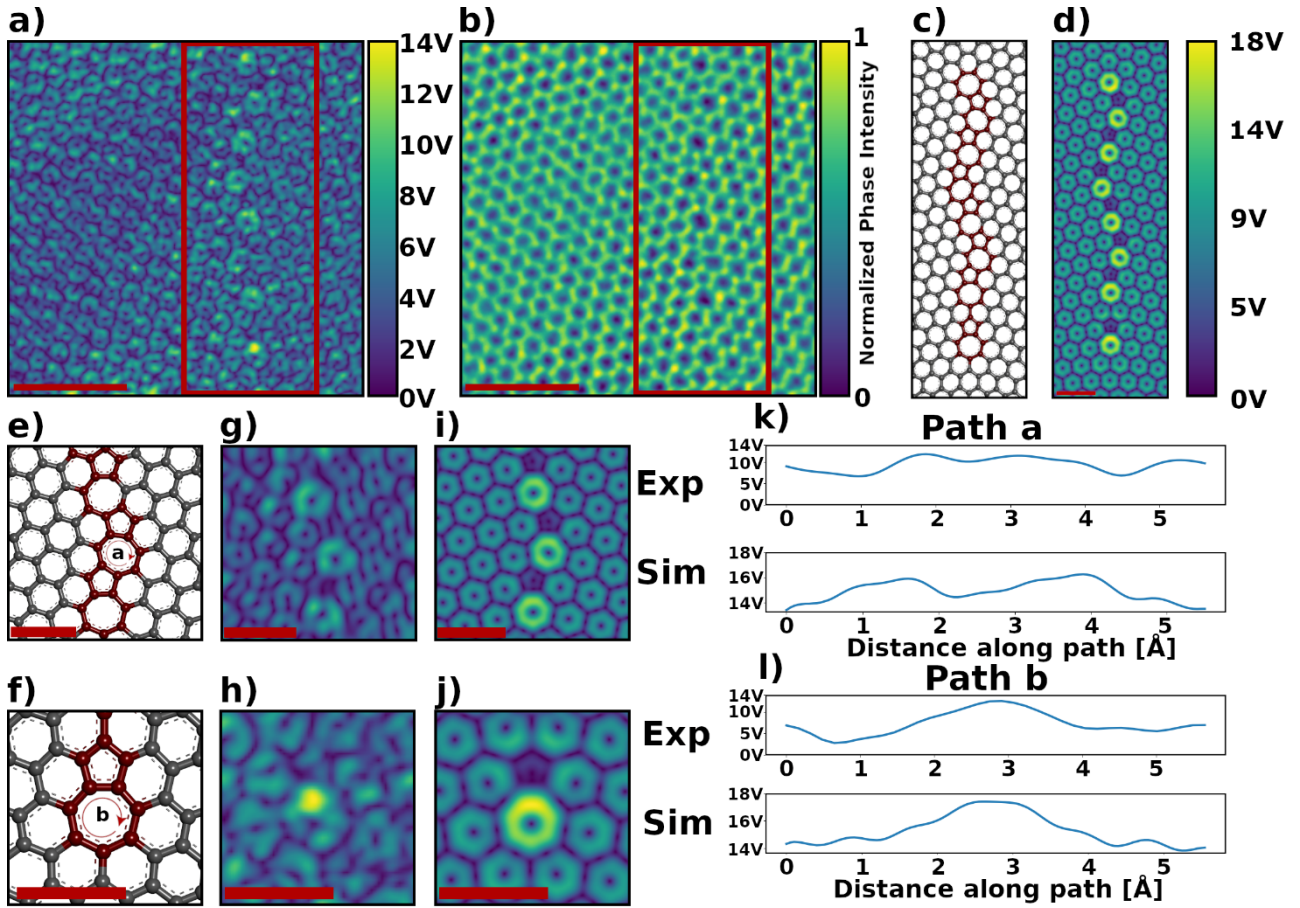 a)
14V
12V
10V
8V
6V
4V
2V
0V
b)
1
Normalized Phase Intensity
0
c)
d)
18V
14V
9V
5V
0V
e)
a
g)
i)
Exp
Sim
k)
Path a
14V
10V
5V
0V
0 1 2 3 4 5
18V
16V
14V
0 1 2 3 4 5
Distance along path [Å]
f)
b
h)
j)
Exp
Sim
l)
Path b
14V
10V
5V
0V
0 1 2 3 4 5
18V
16V
14V
0 1 2 3 4 5
Distance along path [Å]